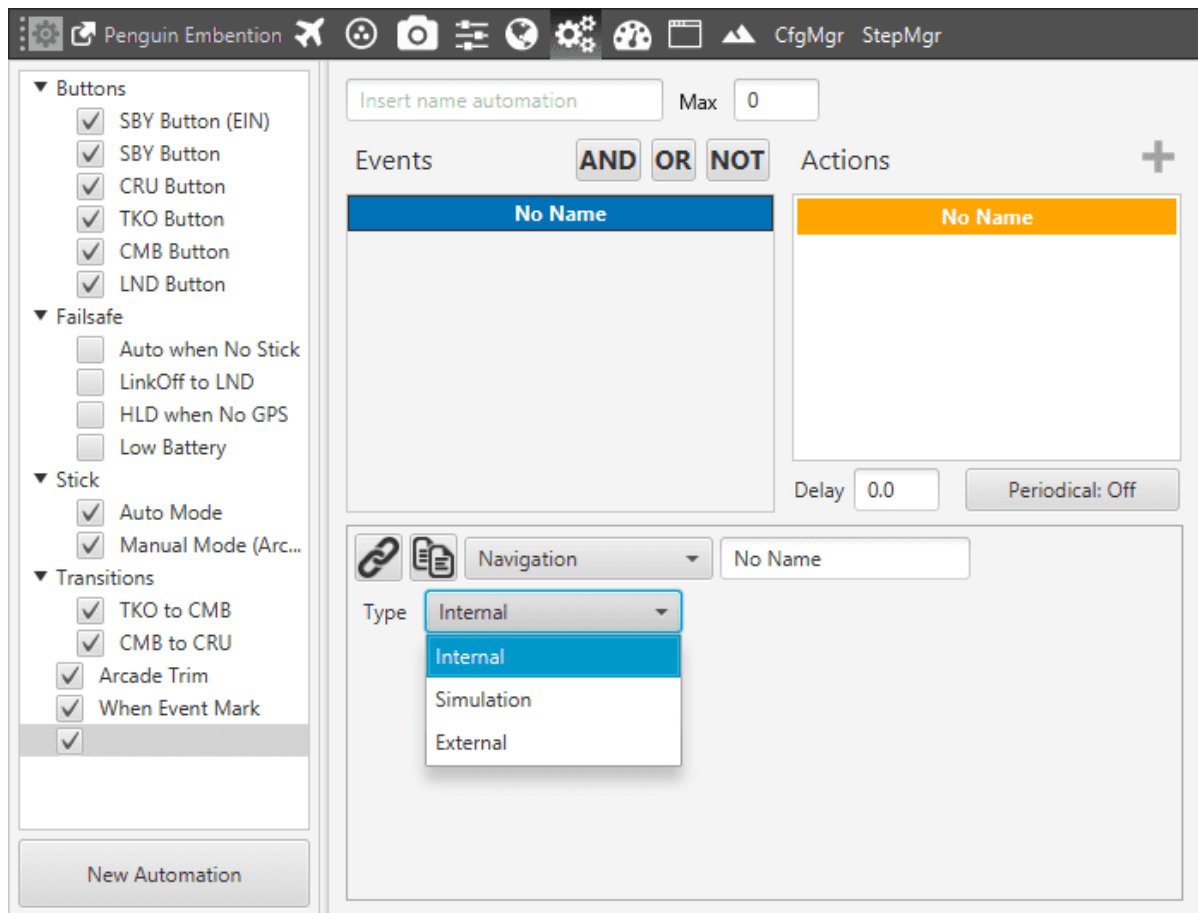 Penguin Embention CfgMgr StepMgr
Buttons
SBY Button (EIN)
SBY Button
CRU Button
TKO Button
CMB Button
LND Button
Failsafe
Auto when No Stick
LinkOff to LND
HLD when No GPS
Low Battery
Stick
Auto Mode
Manual Mode (Arc...
Transitions
TKO to CMB
CMB to CRU
Arcade Trim
When Event Mark
New Automation
Insert name automation Max 0
Events AND OR NOT Actions
No Name No Name
Delay 0.0 Periodical: Off
Navigation No Name
Type Internal
Internal
Simulation
External